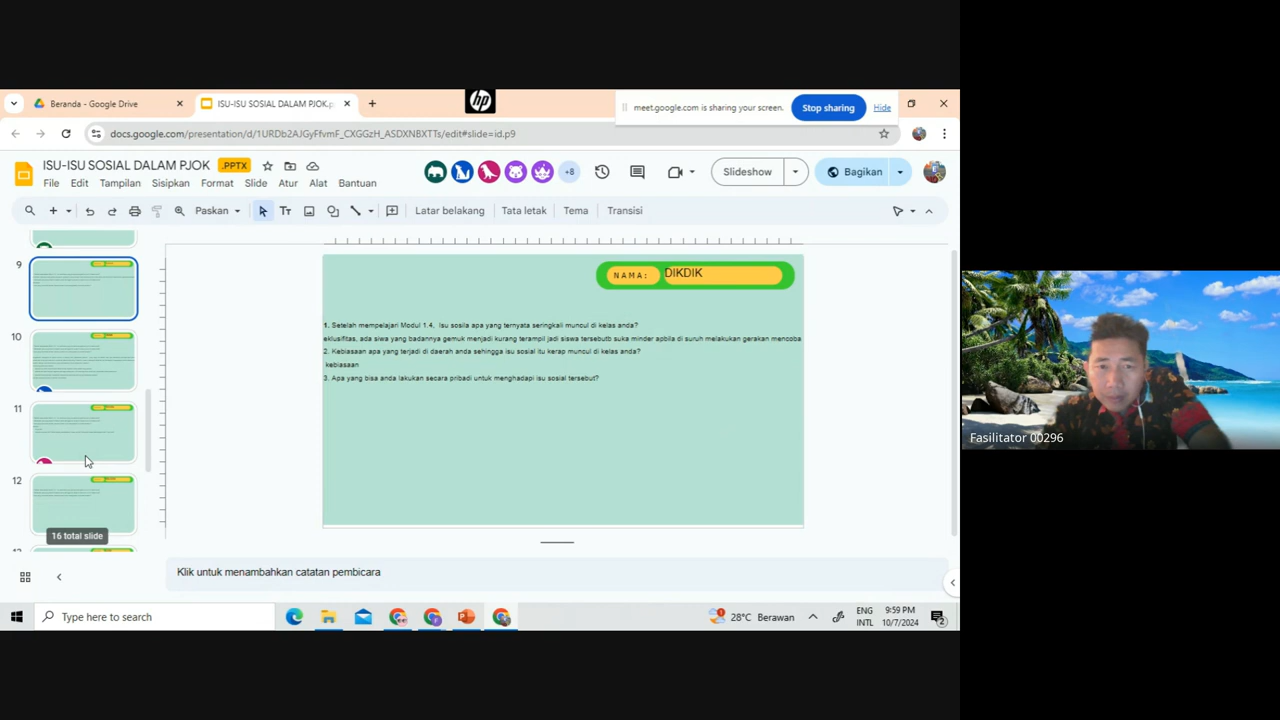 Beranda - Google Drive
ISU-ISU SOSIAL DALAM PJOK.p
hp
meet.google.com is sharing your screen.
Stop sharing
Hide
docs.google.com/presentation/d/1URDb2AJGyFfvmF_CXGGzH_ASDXNBXTTs/edit#slide=id.p9
ISU-ISU SOSIAL DALAM PJOK
.PPTX
+8
Slideshow
Bagikan
File Edit Tampilan Sisipkan Format Slide Atur Alat Bantuan
Paskan
Tt
Latar belakang
Tata letak
Tema
Transisi
9
10
11
12
16 total slide
NAMA:
DIKDIK
1. Setelah mempelajari Modul 1.4, Isu sosila apa yang ternyata seringkali muncul di kelas anda?
eklusifitas, ada siwa yang badannya gemuk menjadi kurang terampil jadi siswa tersebutb suka minder apbila di suruh melakukan gerakan mencoba
2. Kebiasaan apa yang terjadi di daerah anda sehingga isu sosial itu kerap muncul di kelas anda?
kebiasaan
3. Apa yang bisa anda lakukan secara pribadi untuk menghadapi isu sosial tersebut?
Klik untuk menambahkan catatan pembicara
Fasilitator 00296
Type here to search
28°C Berawan
ENG
INTL
9:59 PM
10/7/2024
2